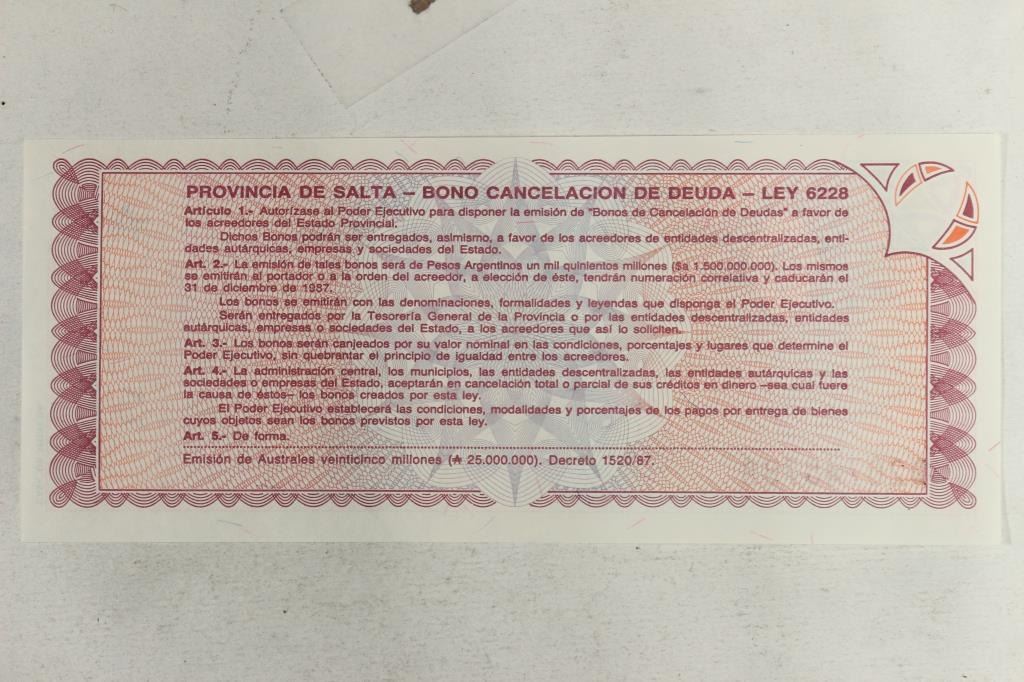 PROVINCIA DE SALTA – BONO CANCELACION DE DEUDA – LEY 6228
Artículo 1.- Autorízase al Poder Ejecutivo para disponer la emisión de "Bonos de Cancelación de Deudas" a favor de
los acreedores del Estado Provincial.
Dichos Bonos podrán ser entregados, asimismo, a favor de los acreedores de entidades descentralizadas, enti-
dades autárquicas, empresas y sociedades del Estado.
Art. 2.- La emisión de tales bonos será de Pesos Argentinos un mil quinientos millones ($a 1.500.000.000). Los mismos
se emitirán al portador o a la orden del acreedor, a elección de éste, tendrán numeración correlativa y caducarán el
31 de diciembre de 1987.
Los bonos se emitirán con las denominaciones, formalidades y leyendas que disponga el Poder Ejecutivo.
Serán entregados por la Tesorería General de la Provincia o por las entidades descentralizadas, entidades
autárquicas, empresas o sociedades del Estado, a los acreedores que así lo soliciten.
Art. 3.- Los bonos serán canjeados por su valor nominal en las condiciones, porcentajes y lugares que determine el
Poder Ejecutivo, sin quebrantar el principio de igualdad entre los acreedores.
Art. 4.- La administración central, los municipios, las entidades descentralizadas, las entidades autárquicas y las
sociedades o empresas del Estado, aceptarán en cancelación total o parcial de sus créditos en dinero –sea cual fuere
la causa de éstos– los bonos creados por esta ley.
El Poder Ejecutivo establecerá las condiciones, modalidades y porcentajes de los pagos por entrega de bienes
cuyos objetos sean los bonos previstos por esta ley.
Art. 5.- De forma.
Emisión de Australes veinticinco millones (₳ 25.000.000). Decreto 1520/87.